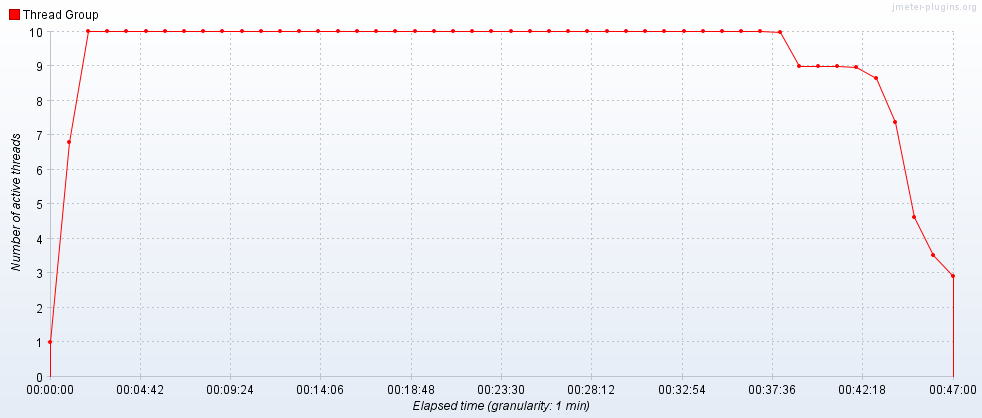 jmeter-plugins.org
Thread Group
10
9
8
7
6
5
4
3
2
1
0
Number of active threads
00:00:00 00:04:42 00:09:24 00:14:06 00:18:48 00:23:30 00:28:12 00:32:54 00:37:36 00:42:18 00:47:00
Elapsed time (granularity: 1 min)